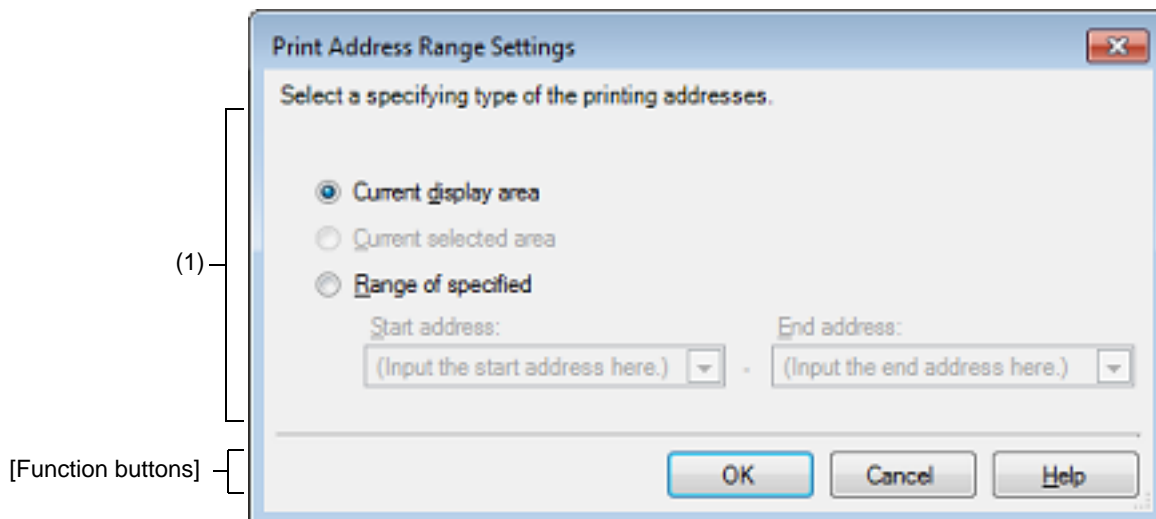 Print Address Range Settings
Select a specifying type of the printing addresses.
Current display area
Current selected area
(1)
Range of specified
Start address: End address:
(Input the start address here.) - (Input the end address here.)
[Function buttons]
OK Cancel Help